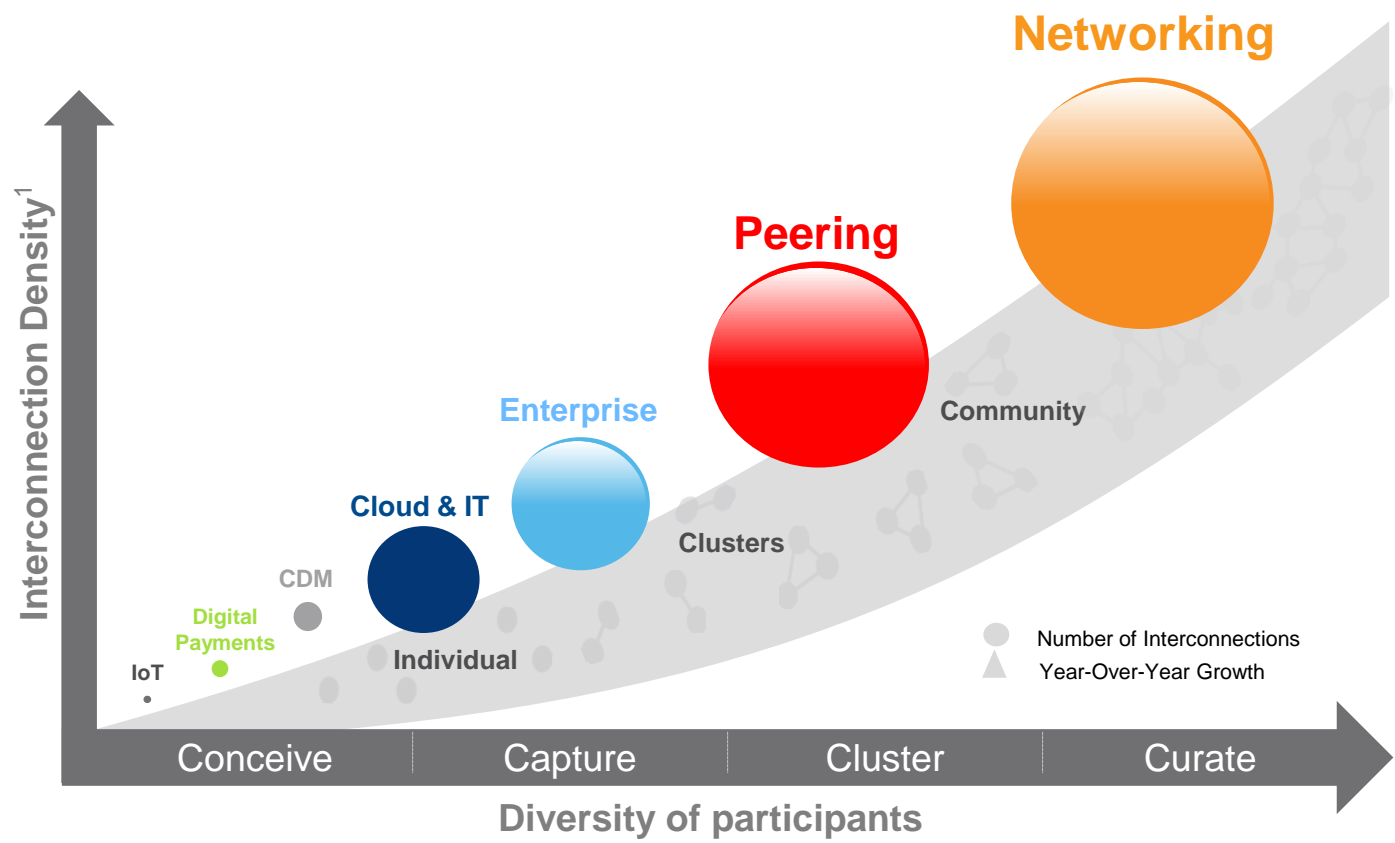 Networking
Peering
Enterprise
Community
Cloud & IT
Clusters
CDM
Digital
Payments
Individual
IoT
Interconnection Density1
Number of Interconnections
Year-Over-Year Growth
Conceive
Capture
Cluster
Curate
Diversity of participants